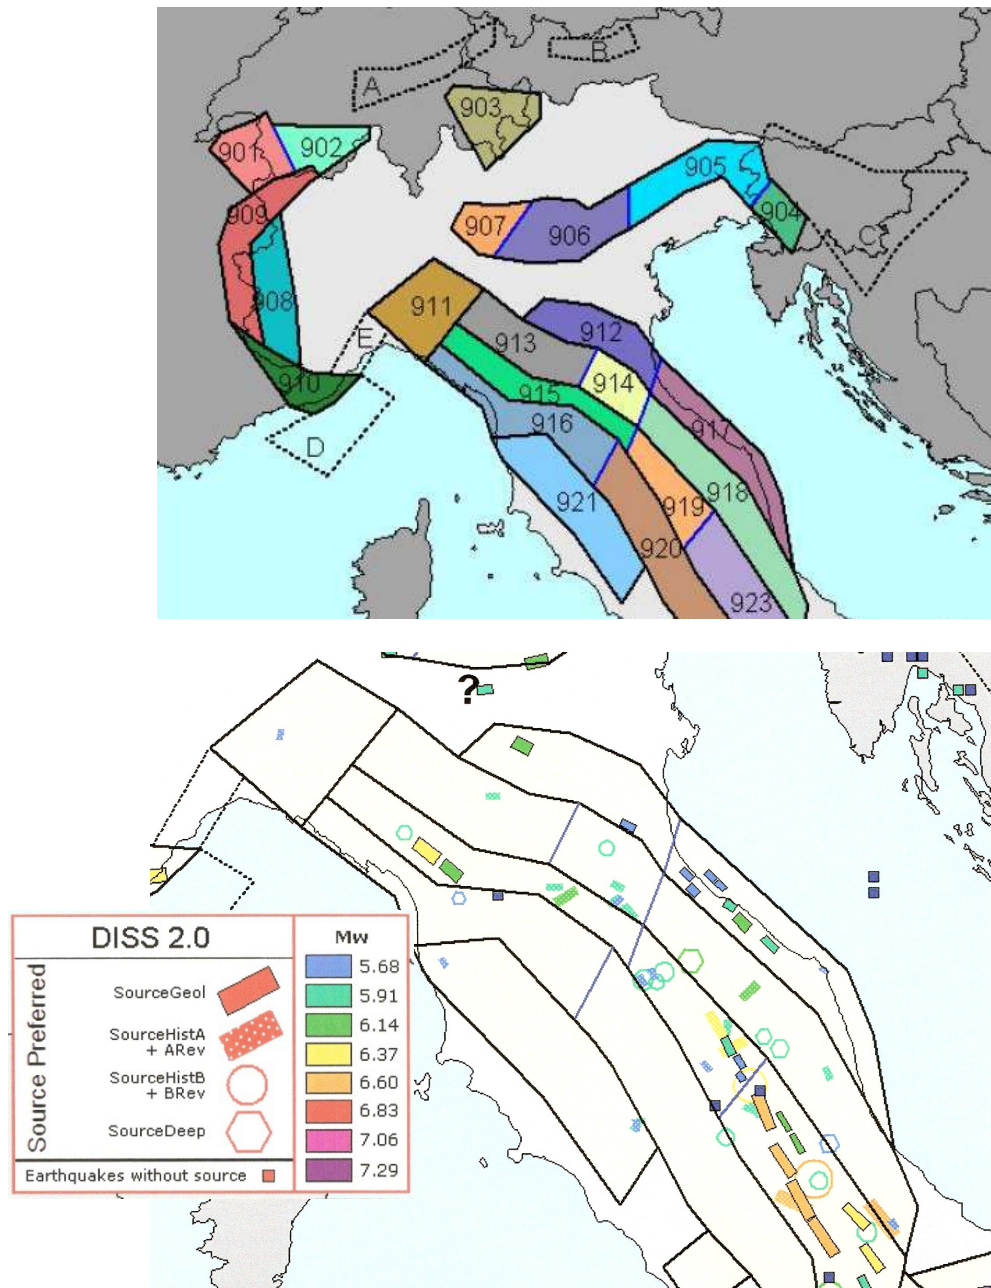 A
B
903
901
902
905
909
907
904
906
C
908
911
E
912
913
910
914
915
916
917
D
921
918
919
920
923
?
DISS 2.0
Mw
Source Preferred
SourceGeol
SourceHistA
+ ARev
SourceHistB
+ BRev
SourceDeep
Earthquakes without source
5.68
5.91
6.14
6.37
6.60
6.83
7.06
7.29